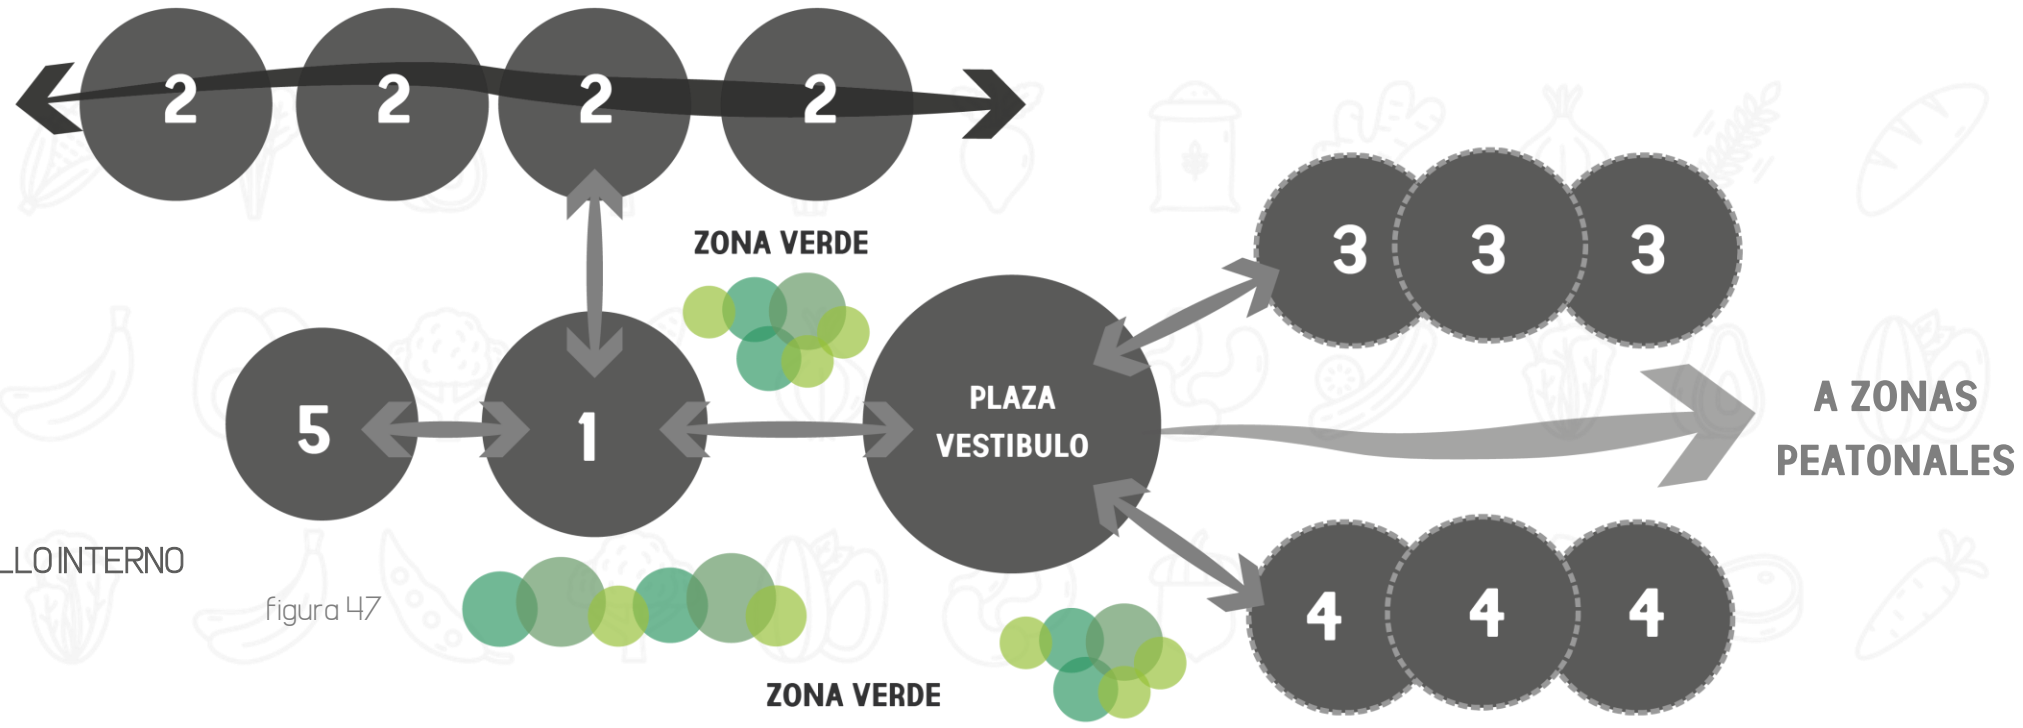 2 2 2 2
ZONA VERDE
3 3 3
5 1
PLAZA
VESTIBULO
A ZONAS
PEATONALES
LLO INTERNO
figura 47
4 4 4
ZONA VERDE